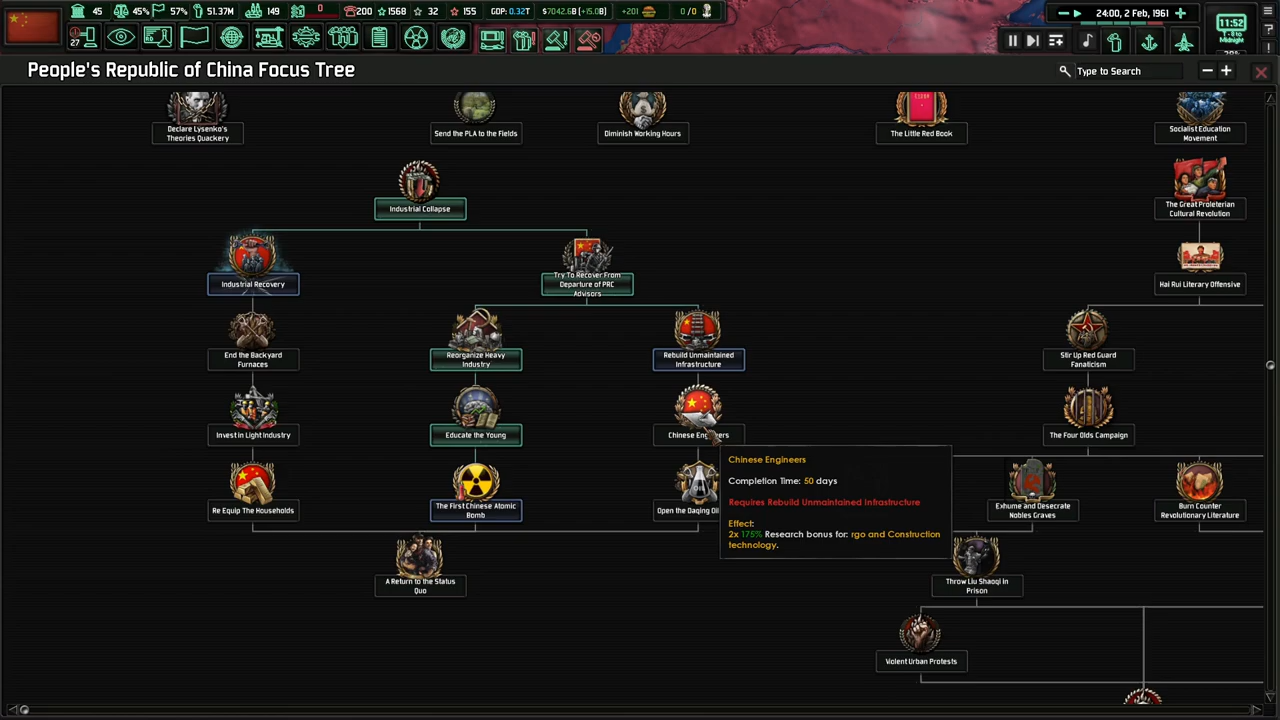 45 45% 57% 51.37M 149 0 200 1568 32 155 GDP: 0.32T $7042.6B (+15.0B) +201 0/0
24:00, 2 Feb, 1961
11:52
27
People's Republic of China Focus Tree
Type to Search
Declare Lysenko's
Theories Quackery
Send the PLA to the Fields
Diminish Working Hours
The Little Red Book
Socialist Education
Movement
Industrial Collapse
The Great Proleterian
Cultural Revolution
Industrial Recovery
Try To Recover From
Departure of PRC
Advisors
Hai Rui Literary Offensive
End the Backyard
Furnaces
Reorganize Heavy
Industry
Rebuild Unmaintained
Infrastructure
Stir Up Red Guard
Fanaticism
Invest in Light Industry
Educate the Young
Chinese Engineers
The Four Olds Campaign
Chinese Engineers
Completion Time: 50 days
Requires Rebuild Unmaintained Infrastructure
Effect:
2x 175% Research bonus for: rgo and Construction
technology.
Re Equip The Households
The First Chinese Atomic
Bomb
Open the Daqing Oil
Exhume and Desecrate
Nobles Graves
Burn Counter
Revolutionary Literature
A Return to the Status
Quo
Throw Liu Shaoqi in
Prison
Violent Urban Protests